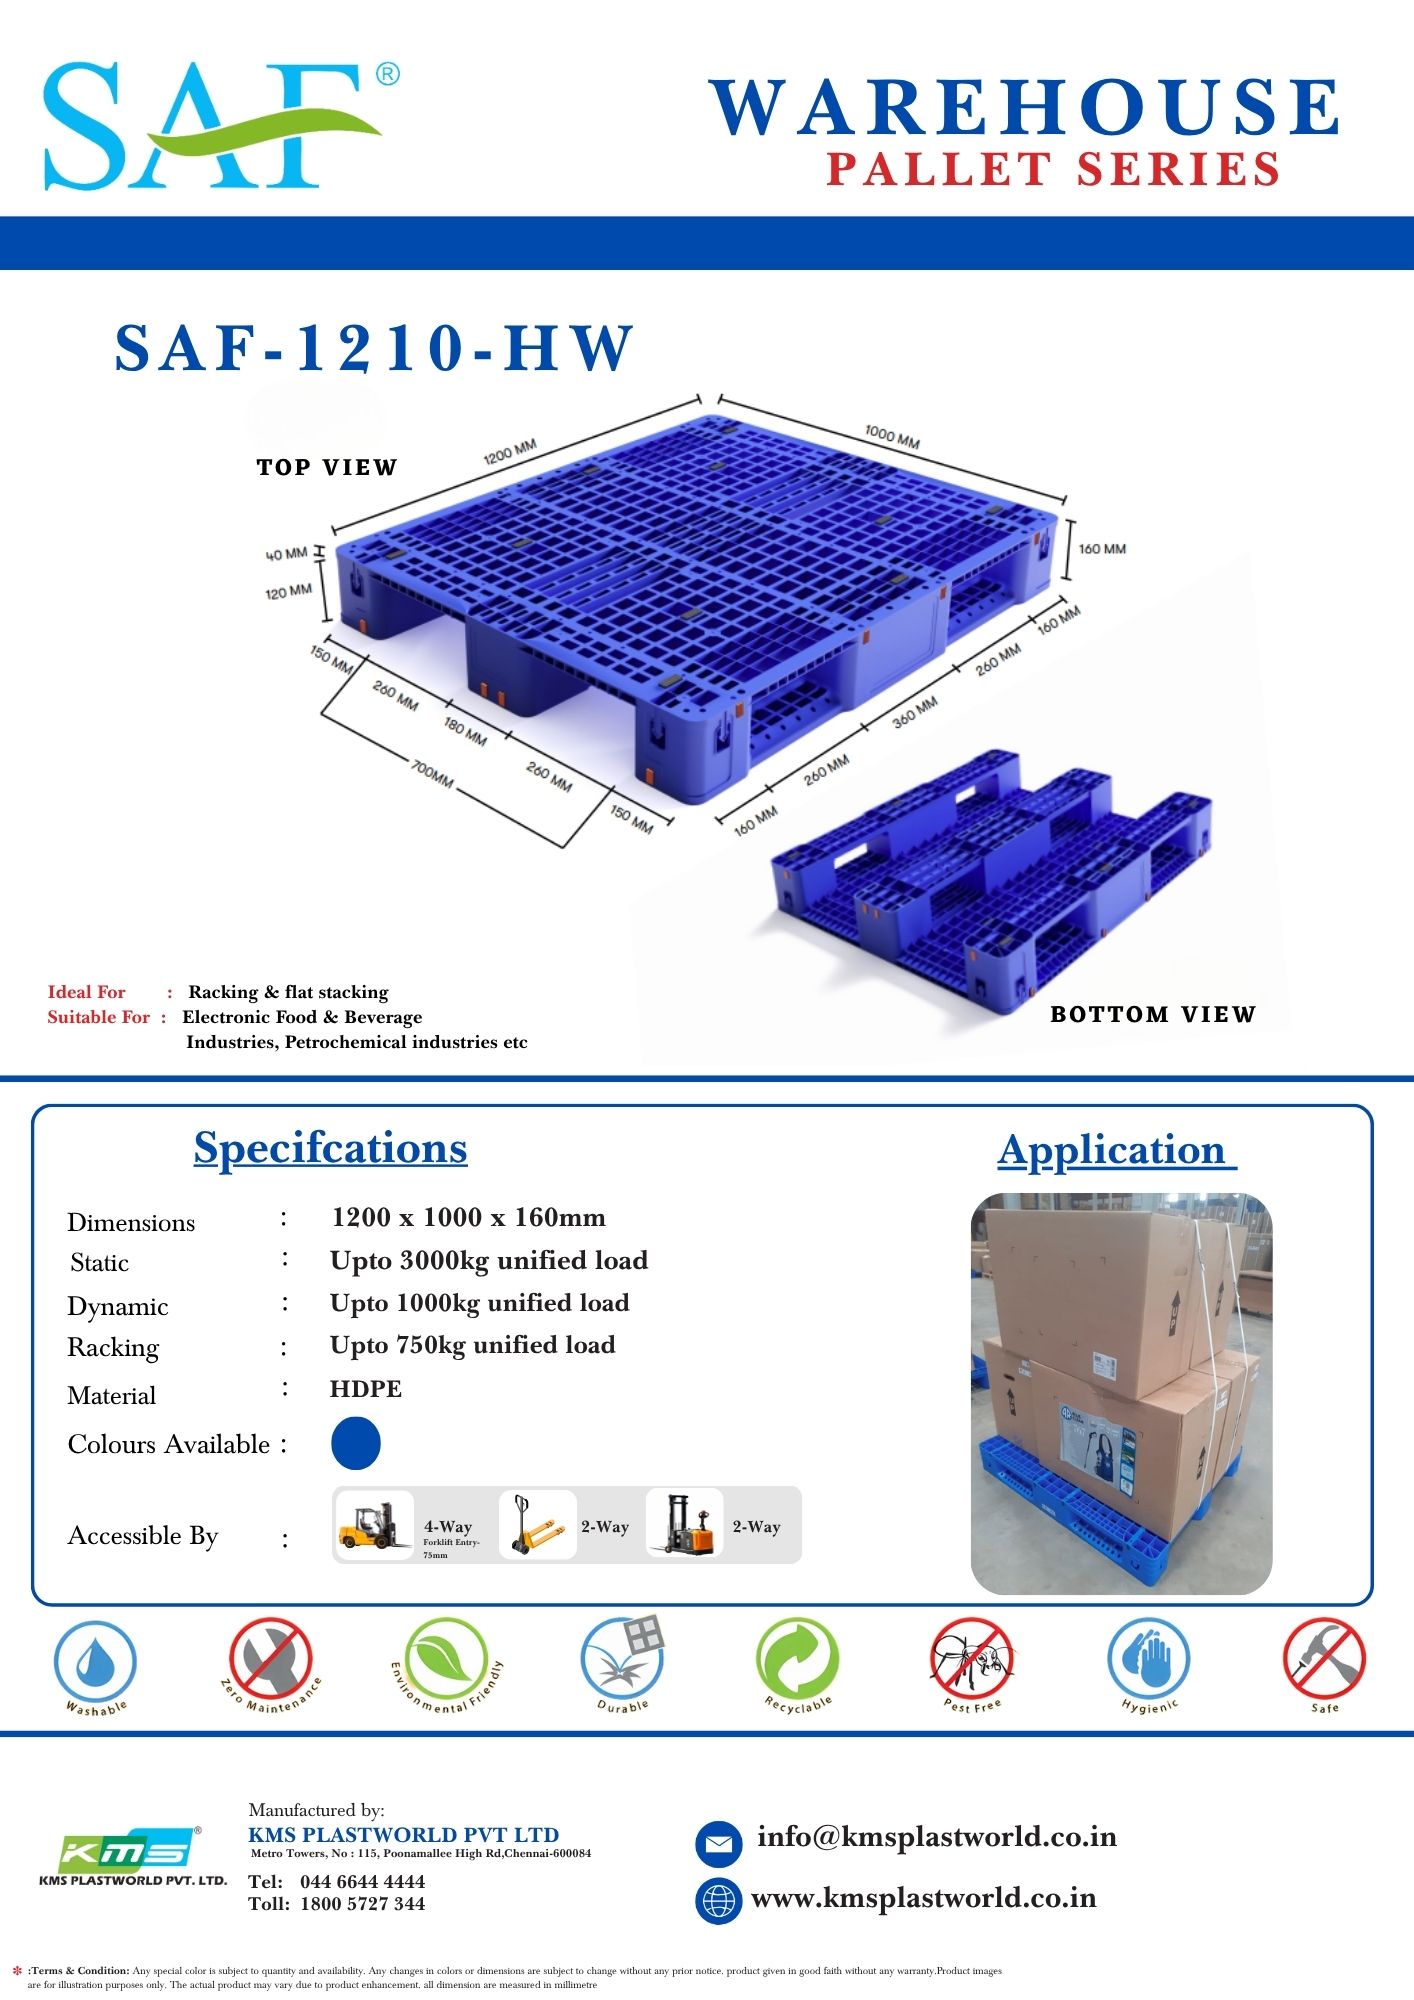 SAF®
WAREHOUSE
PALLET SERIES
SAF-1210-HW
TOP VIEW
1200 MM
1000 MM
40 MM
120 MM
160 MM
150 MM
260 MM
180 MM
260 MM
150 MM
700MM
160 MM
260 MM
360 MM
260 MM
160 MM
BOTTOM VIEW
Ideal For : Racking & flat stacking
Suitable For : Electronic Food & Beverage
Industries, Petrochemical industries etc
Specifcations
Dimensions : 1200 x 1000 x 160mm
Static : Upto 3000kg unified load
Dynamic : Upto 1000kg unified load
Racking : Upto 750kg unified load
Material : HDPE
Colours Available :
Accessible By :
4-Way
Forklift Entry-
75mm
2-Way
2-Way
Application
Washable
Zero Maintenance
Environmental Friendly
Durable
Recyclable
Pest Free
Hygienic
Safe
KMS®
KMS PLASTWORLD PVT. LTD.
Manufactured by:
KMS PLASTWORLD PVT LTD
Metro Towers, No : 115, Poonamallee High Rd,Chennai-600084
Tel: 044 6644 4444
Toll: 1800 5727 344
info@kmsplastworld.co.in
www.kmsplastworld.co.in
* :Terms & Condition: Any special color is subject to quantity and availability. Any changes in colors or dimensions are subject to change without any prior notice. product given in good faith without any warranty.Product images
are for illustration purposes only. The actual product may vary due to product enhancement. all dimension are measured in millimetre